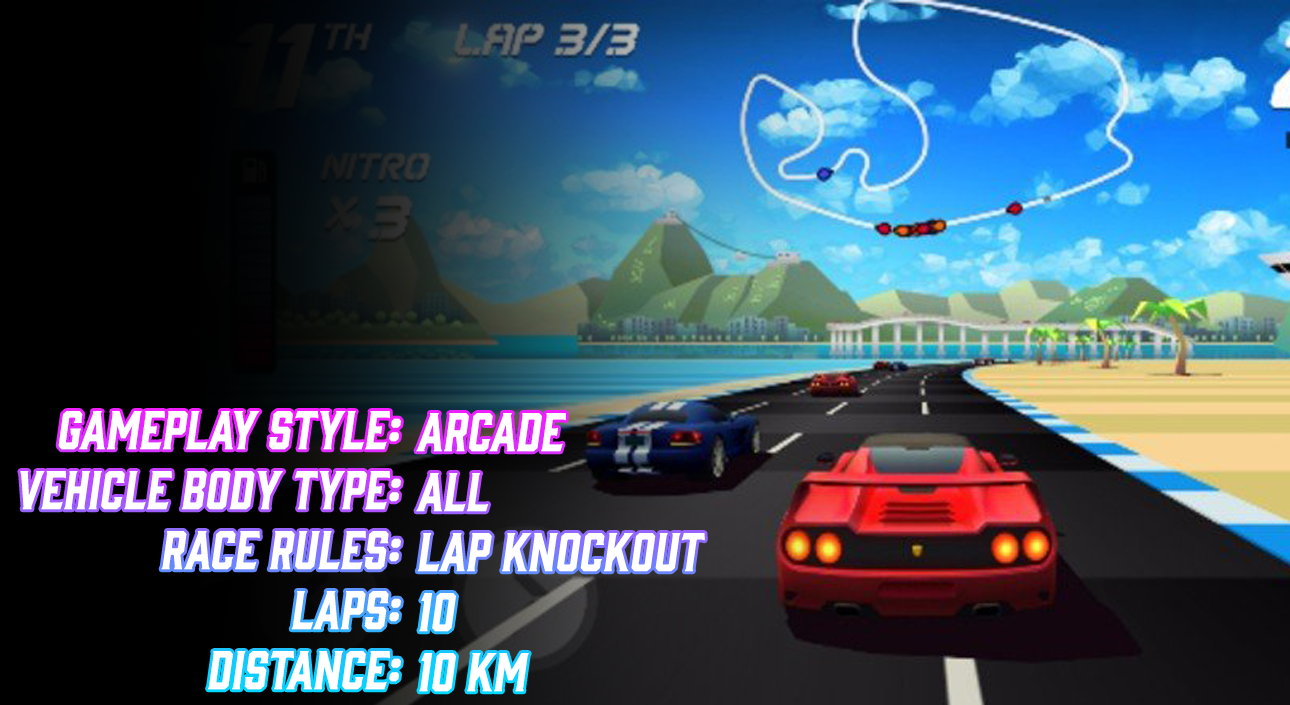 11TH
LAP 3/3
NITRO
X 3
GAMEPLAY STYLE: ARCADE
VEHICLE BODY TYPE: ALL
RACE RULES: LAP KNOCKOUT
LAPS: 10
DISTANCE: 10 KM